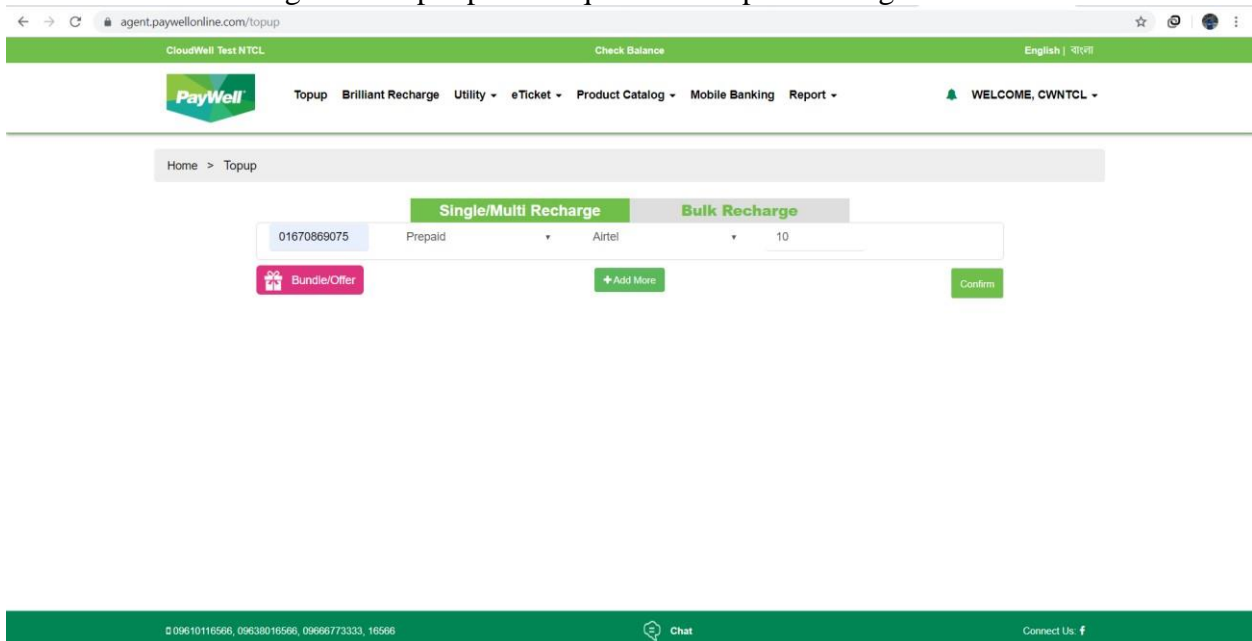 agent.paywellonline.com/topup
CloudWell Test NTCL Check Balance English | বাংলা
PayWell Topup Brilliant Recharge Utility eTicket Product Catalog Mobile Banking Report WELCOME, CWNTCL
Home > Topup
Single/Multi Recharge Bulk Recharge
01670869075 Prepaid Airtel 10
Bundle/Offer +Add More Confirm
09610116566, 09638016566, 09666773333, 16566 Chat Connect Us: f